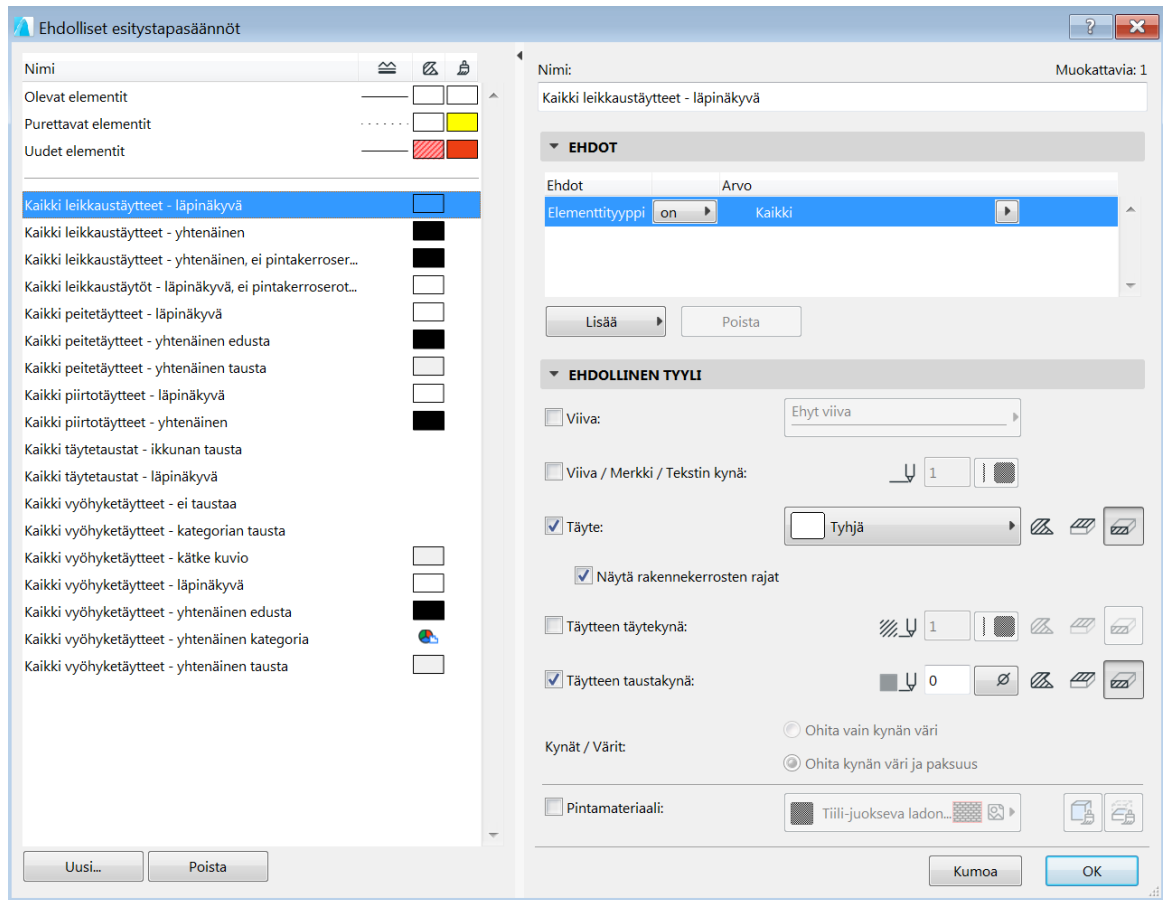 Ehdolliset esitystapasäännöt
Nimi
Olevat elementit
Purettavat elementit
Uudet elementit
Kaikki leikkaustäytteet - läpinäkyvä
Kaikki leikkaustäytteet - yhtenäinen
Kaikki leikkaustäytteet - yhtenäinen, ei pintakerroser...
Kaikki leikkaustäytöt - läpinäkyvä, ei pintakerroserot...
Kaikki peitetäytteet - läpinäkyvä
Kaikki peitetäytteet - yhtenäinen edusta
Kaikki peitetäytteet - yhtenäinen tausta
Kaikki piirtotäytteet - läpinäkyvä
Kaikki piirtotäytteet - yhtenäinen
Kaikki täytetaustat - ikkunan tausta
Kaikki täytetaustat - läpinäkyvä
Kaikki vyöhyketäytteet - ei taustaa
Kaikki vyöhyketäytteet - kategorian tausta
Kaikki vyöhyketäytteet - kätke kuvio
Kaikki vyöhyketäytteet - läpinäkyvä
Kaikki vyöhyketäytteet - yhtenäinen edusta
Kaikki vyöhyketäytteet - yhtenäinen kategoria
Kaikki vyöhyketäytteet - yhtenäinen tausta
Uusi... Poista
Nimi: Muokattavia: 1
Kaikki leikkaustäytteet - läpinäkyvä
EHDOT
Ehdot Arvo
Elementtityyppi on Kaikki
Lisää Poista
EHDOLLINEN TYYLI
Viiva: Ehyt viiva
Viiva / Merkki / Tekstin kynä: 1
Täyte: Tyhjä
Näytä rakennekerrosten rajat
Täytteen täytekynä: 1
Täytteen taustakynä: 0
Kynät / Värit:
Ohita vain kynän väri
Ohita kynän väri ja paksuus
Pintamateriaali: Tiili-juokseva ladon...
Kumoa OK